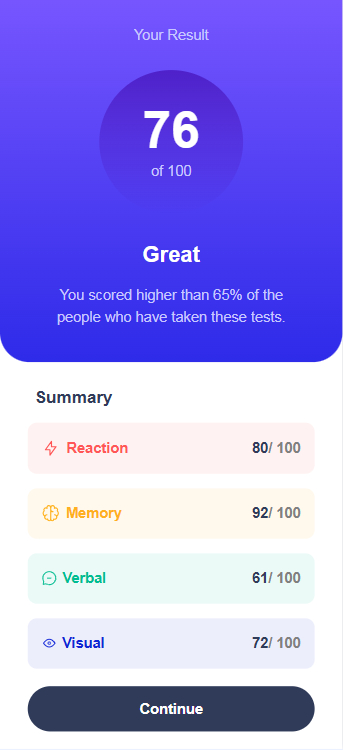 Your Result
76
of 100
Great
You scored higher than 65% of the
people who have taken these tests.
Summary
Reaction 80/ 100
Memory 92/ 100
Verbal 61/ 100
Visual 72/ 100
Continue